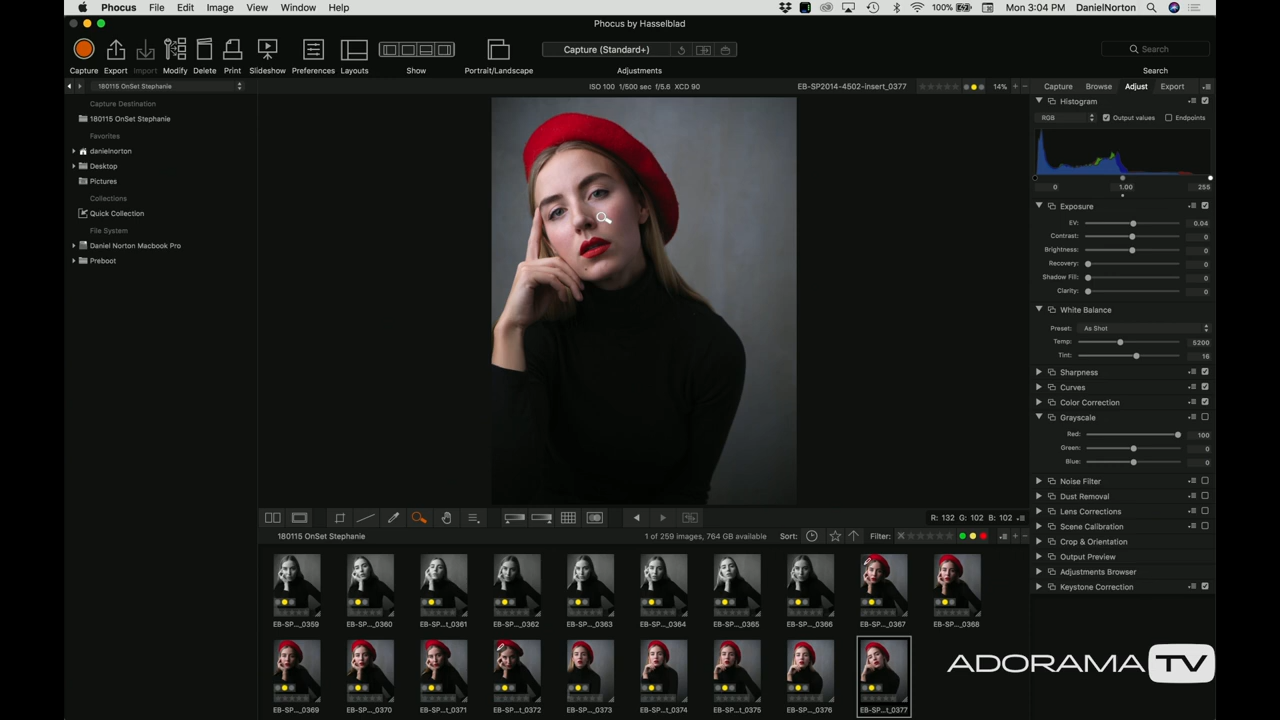 Phocus File Edit Image View Window Help
100% Mon 3:04 PM DanielNorton
Phocus by Hasselblad
Capture (Standard+)
Search
Capture Export Import Modify Delete Print Slideshow Preferences Layouts Show Portrait/Landscape Adjustments Search
180115 OnSet Stephanie
ISO 100 1/500 sec f/5.6 XCD 90
EB-SP2014-4502-insert_0377
14% + −
Capture Browse Adjust Export
Capture Destination
180115 OnSet Stephanie
Favorites
danielnorton
Desktop
Pictures
Collections
Quick Collection
File System
Daniel Norton Macbook Pro
Preboot
Histogram
RGB Output values Endpoints
0 1.00 255
Exposure
EV: 0.04
Contrast: 0
Brightness: 0
Recovery: 0
Shadow Fill: 0
Clarity: 0
White Balance
Preset: As Shot
Temp: 5200
Tint: 16
Sharpness
Curves
Color Correction
Grayscale
Red: 100
Green: 0
Blue: 0
Noise Filter
Dust Removal
Lens Corrections
Scene Calibration
Crop & Orientation
Output Preview
Adjustments Browser
Keystone Correction
R: 132 G: 102 B: 102
180115 OnSet Stephanie
1 of 259 images, 764 GB available
Sort:
Filter:
+ −
EB-SP..._0359 EB-SP..._0360 EB-SP...t_0361 EB-SP..._0362 EB-SP..._0363 EB-SP..._0364 EB-SP..._0365 EB-SP..._0366 EB-SP..._0367 EB-SP..._0368
EB-SP..._0369 EB-SP..._0370 EB-SP...t_0371 EB-SP...t_0372 EB-SP..._0373 EB-SP...t_0374 EB-SP...t_0375 EB-SP..._0376 EB-SP...t_0377
ADORAMA TV